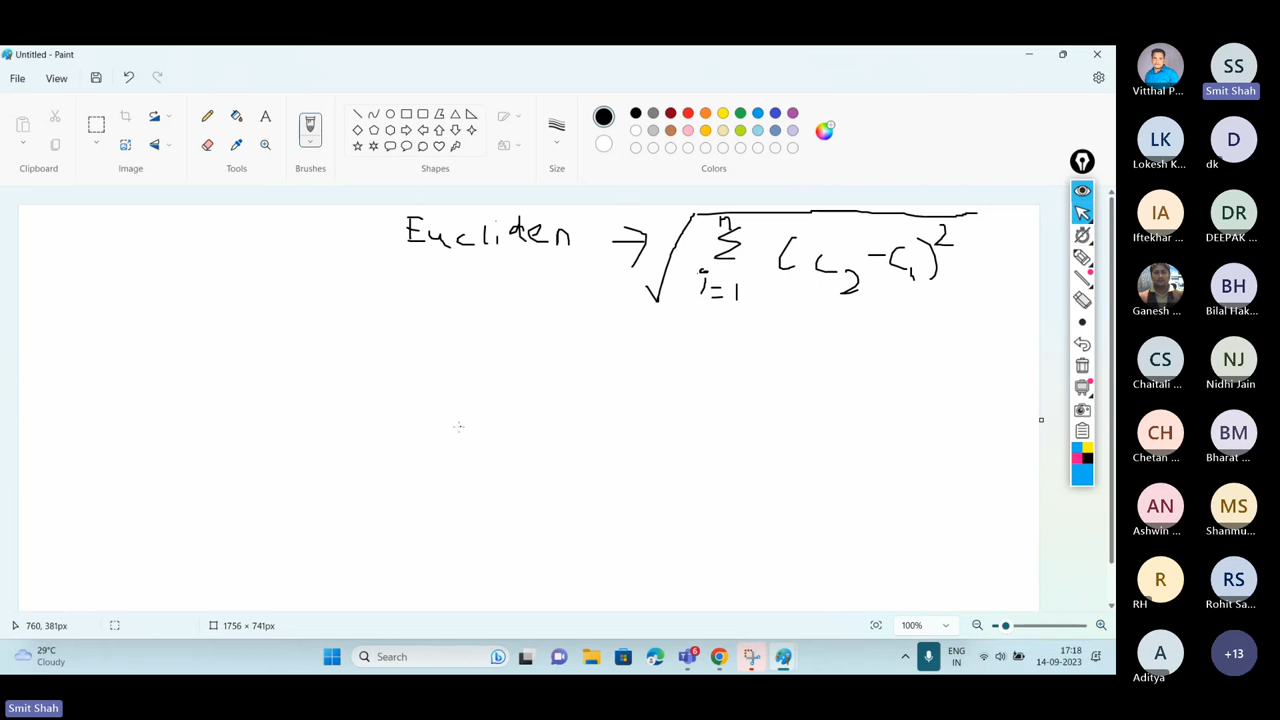 Untitled - Paint
File View
Clipboard Image Tools Brushes Shapes Size Colors
Eucliden → √ n Σ i=1 (C2 - C1)2
760, 381px 1756 × 741px 100%
29°C
Cloudy
Search
6
ENG
IN
17:18
14-09-2023
Vitthal P...
SS
Smit Shah
LK
Lokesh K...
D
dk
IA
Iftekhar ...
DR
DEEPAK ...
Ganesh ...
BH
Bilal Hak...
CS
Chaitali ...
NJ
Nidhi Jain
CH
Chetan ...
BM
Bharat ...
AN
Ashwin ...
MS
Shanmu...
R
RH
RS
Rohit Sa...
A
Aditya
+13
Smit Shah